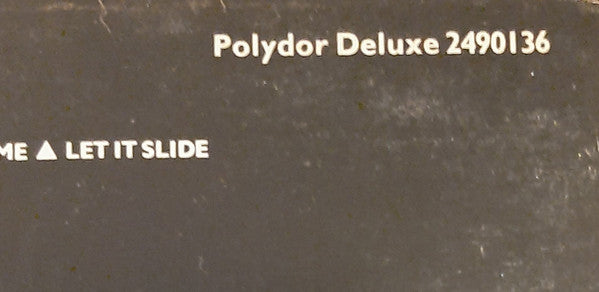 Polydor Deluxe 2490136
ME ▲ LET IT SLIDE